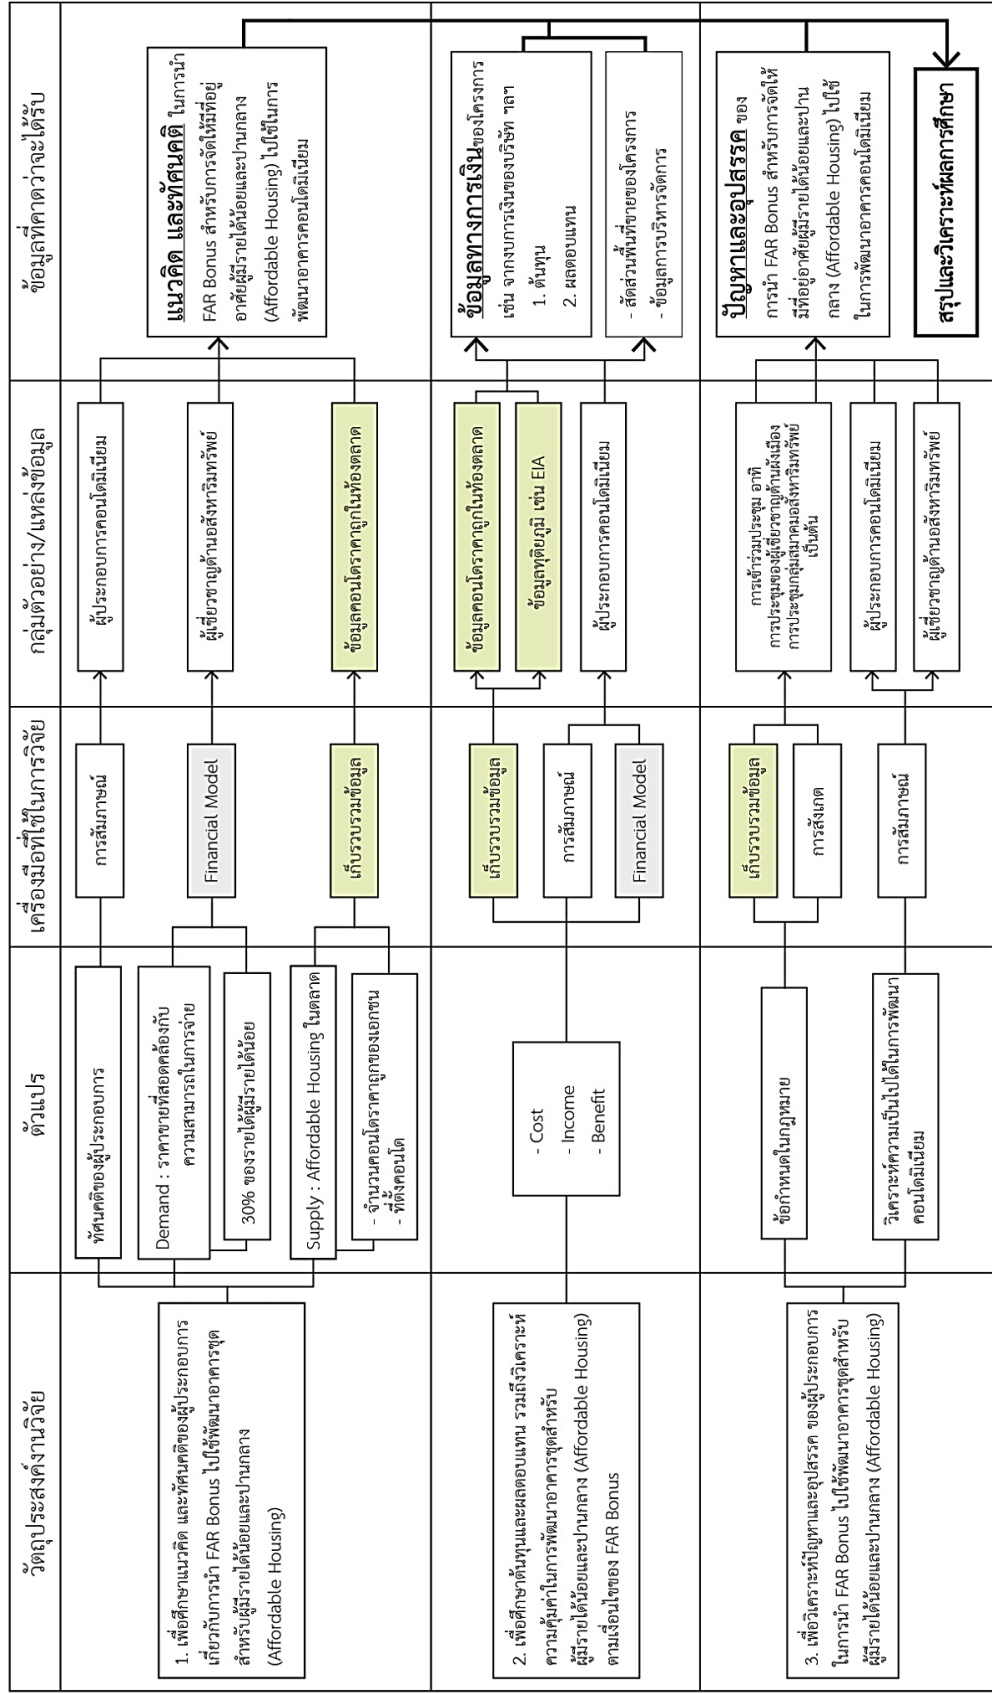 วัตถุประสงค์งานวิจัย
ตัวแปร
เครื่องมือที่ใช้ในการวิจัย
กลุ่มตัวอย่าง/แหล่งข้อมูล
ข้อมูลที่คาดว่าจะได้รับ
1. เพื่อศึกษาแนวคิด และทัศนคติของผู้ประกอบการ
เกี่ยวกับการนำ FAR Bonus ไปใช้พัฒนาอาคารชุด
สำหรับผู้มีรายได้น้อยและปานกลาง
(Affordable Housing)
ทัศนคติของผู้ประกอบการ
Demand : ราคาขายที่สอดคล้องกับ
ความสามารถในการจ่าย
30% ของรายได้ผู้มีรายได้น้อย
Supply : Affordable Housing ในตลาด
- จำนวนคอนโดราคาถูกของเอกชน
- ที่ตั้งคอนโด
การสัมภาษณ์
Financial Model
เก็บรวบรวมข้อมูล
ผู้ประกอบการคอนโดมิเนียม
ผู้เชี่ยวชาญด้านอสังหาริมทรัพย์
ข้อมูลคอนโดราคาถูกในท้องตลาด
แนวคิด และทัศนคติ ในการนำ
FAR Bonus สำหรับการจัดให้มีที่อยู่
อาศัยผู้มีรายได้น้อยและปานกลาง
(Affordable Housing) ไปใช้ในการ
พัฒนาอาคารคอนโดมิเนียม
2. เพื่อศึกษาต้นทุนและผลตอบแทน รวมถึงวิเคราะห์
ความคุ้มค่าในการพัฒนาอาคารชุดสำหรับ
ผู้มีรายได้น้อยและปานกลาง (Affordable Housing)
ตามเงื่อนไขของ FAR Bonus
- Cost
- Income
- Benefit
เก็บรวบรวมข้อมูล
การสัมภาษณ์
Financial Model
ข้อมูลคอนโดราคาถูกในท้องตลาด
ข้อมูลทุติยภูมิ เช่น EIA
ผู้ประกอบการคอนโดมิเนียม
ข้อมูลทางการเงินของโครงการ
เช่น จากงบการเงินของบริษัท ฯลฯ
1. ต้นทุน
2. ผลตอบแทน
- สัดส่วนพื้นที่ขายของโครงการ
- ข้อมูลการบริหารจัดการ
3. เพื่อวิเคราะห์ปัญหาและอุปสรรค ของผู้ประกอบการ
ในการนำ FAR Bonus ไปใช้พัฒนาอาคารชุดสำหรับ
ผู้มีรายได้น้อยและปานกลาง (Affordable Housing)
ข้อกำหนดในกฎหมาย
วิเคราะห์ความเป็นไปได้ในการพัฒนา
คอนโดมิเนียม
เก็บรวบรวมข้อมูล
การสังเกต
การสัมภาษณ์
การเข้าร่วมประชุม อาทิ
การประชุมของผู้เชี่ยวชาญด้านผังเมือง
การประชุมกลุ่มสมาคมอสังหาริมทรัพย์
เป็นต้น
ผู้ประกอบการคอนโดมิเนียม
ผู้เชี่ยวชาญด้านอสังหาริมทรัพย์
ปัญหาและอุปสรรค ของ
การนำ FAR Bonus สำหรับการจัดให้
มีที่อยู่อาศัยผู้มีรายได้น้อยและปาน
กลาง (Affordable Housing) ไปใช้
ในการพัฒนาอาคารคอนโดมิเนียม
สรุปและวิเคราะห์ผลการศึกษา